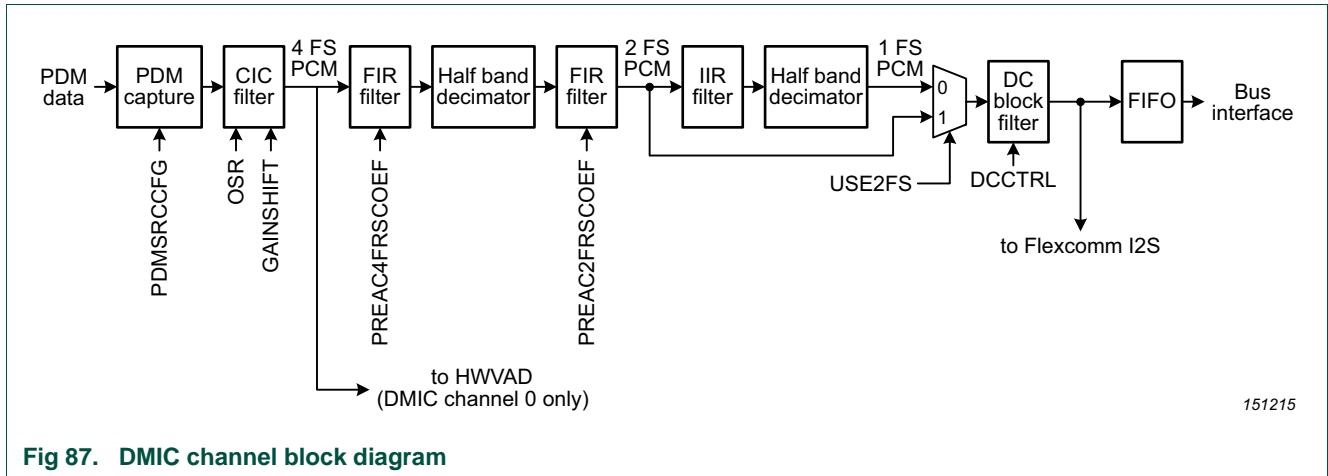 PDM
data
PDM
capture
CIC
filter
4 FS
PCM
FIR
filter
Half band
decimator
FIR
filter
2 FS
PCM
IIR
filter
Half band
decimator
1 FS
PCM
0
1
DC
block
filter
FIFO
Bus
interface
PDMSRCCFG
OSR
GAINSHIFT
PREAC4FRSCOEF
PREAC2FRSCOEF
USE2FS
DCCTRL
to Flexcomm I2S
to HWVAD
(DMIC channel 0 only)
151215
Fig 87. DMIC channel block diagram